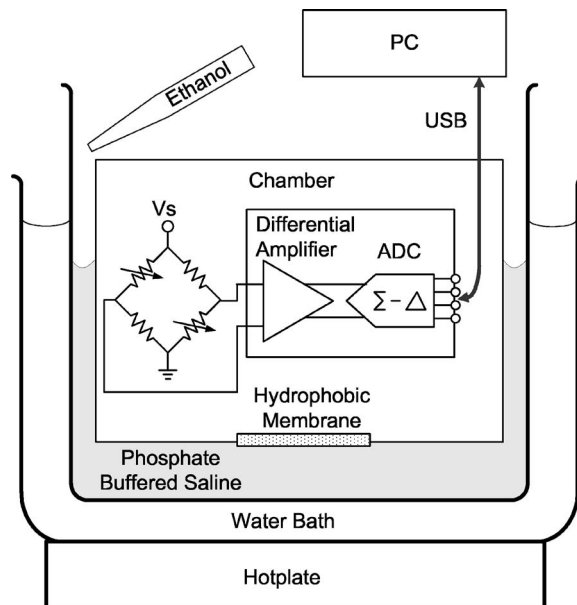 PC
Ethanol
USB
Chamber
Vs
Differential
Amplifier
ADC
Σ - Δ
Hydrophobic
Membrane
Phosphate
Buffered Saline
Water Bath
Hotplate